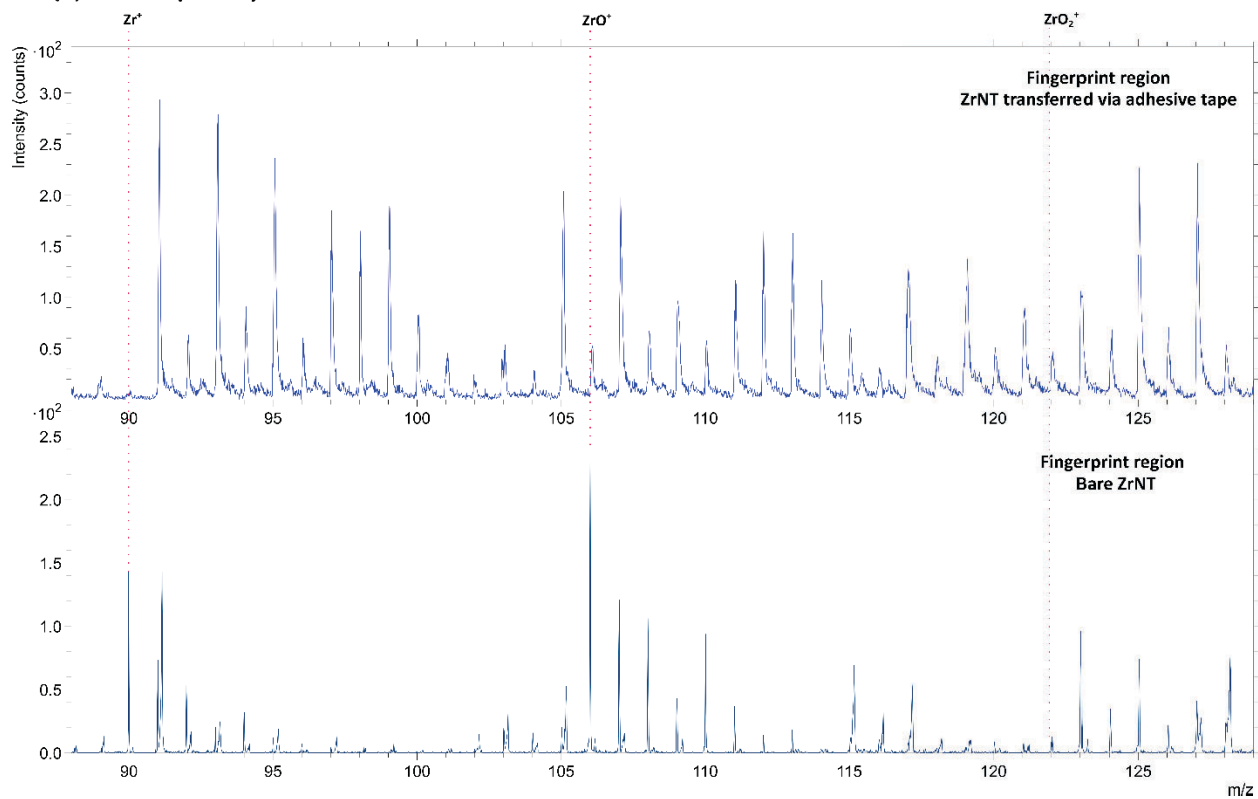 Zr⁺ ZrO⁺ ZrO₂⁺
·10²
Intensity (counts)
Fingerprint region
ZrNT transferred via adhesive tape
3.0
2.5
2.0
1.5
1.0
0.5
90 95 100 105 110 115 120 125
·10²
2.5
Fingerprint region
Bare ZrNT
2.0
1.5
1.0
0.5
0.0
90 95 100 105 110 115 120 125
m/z